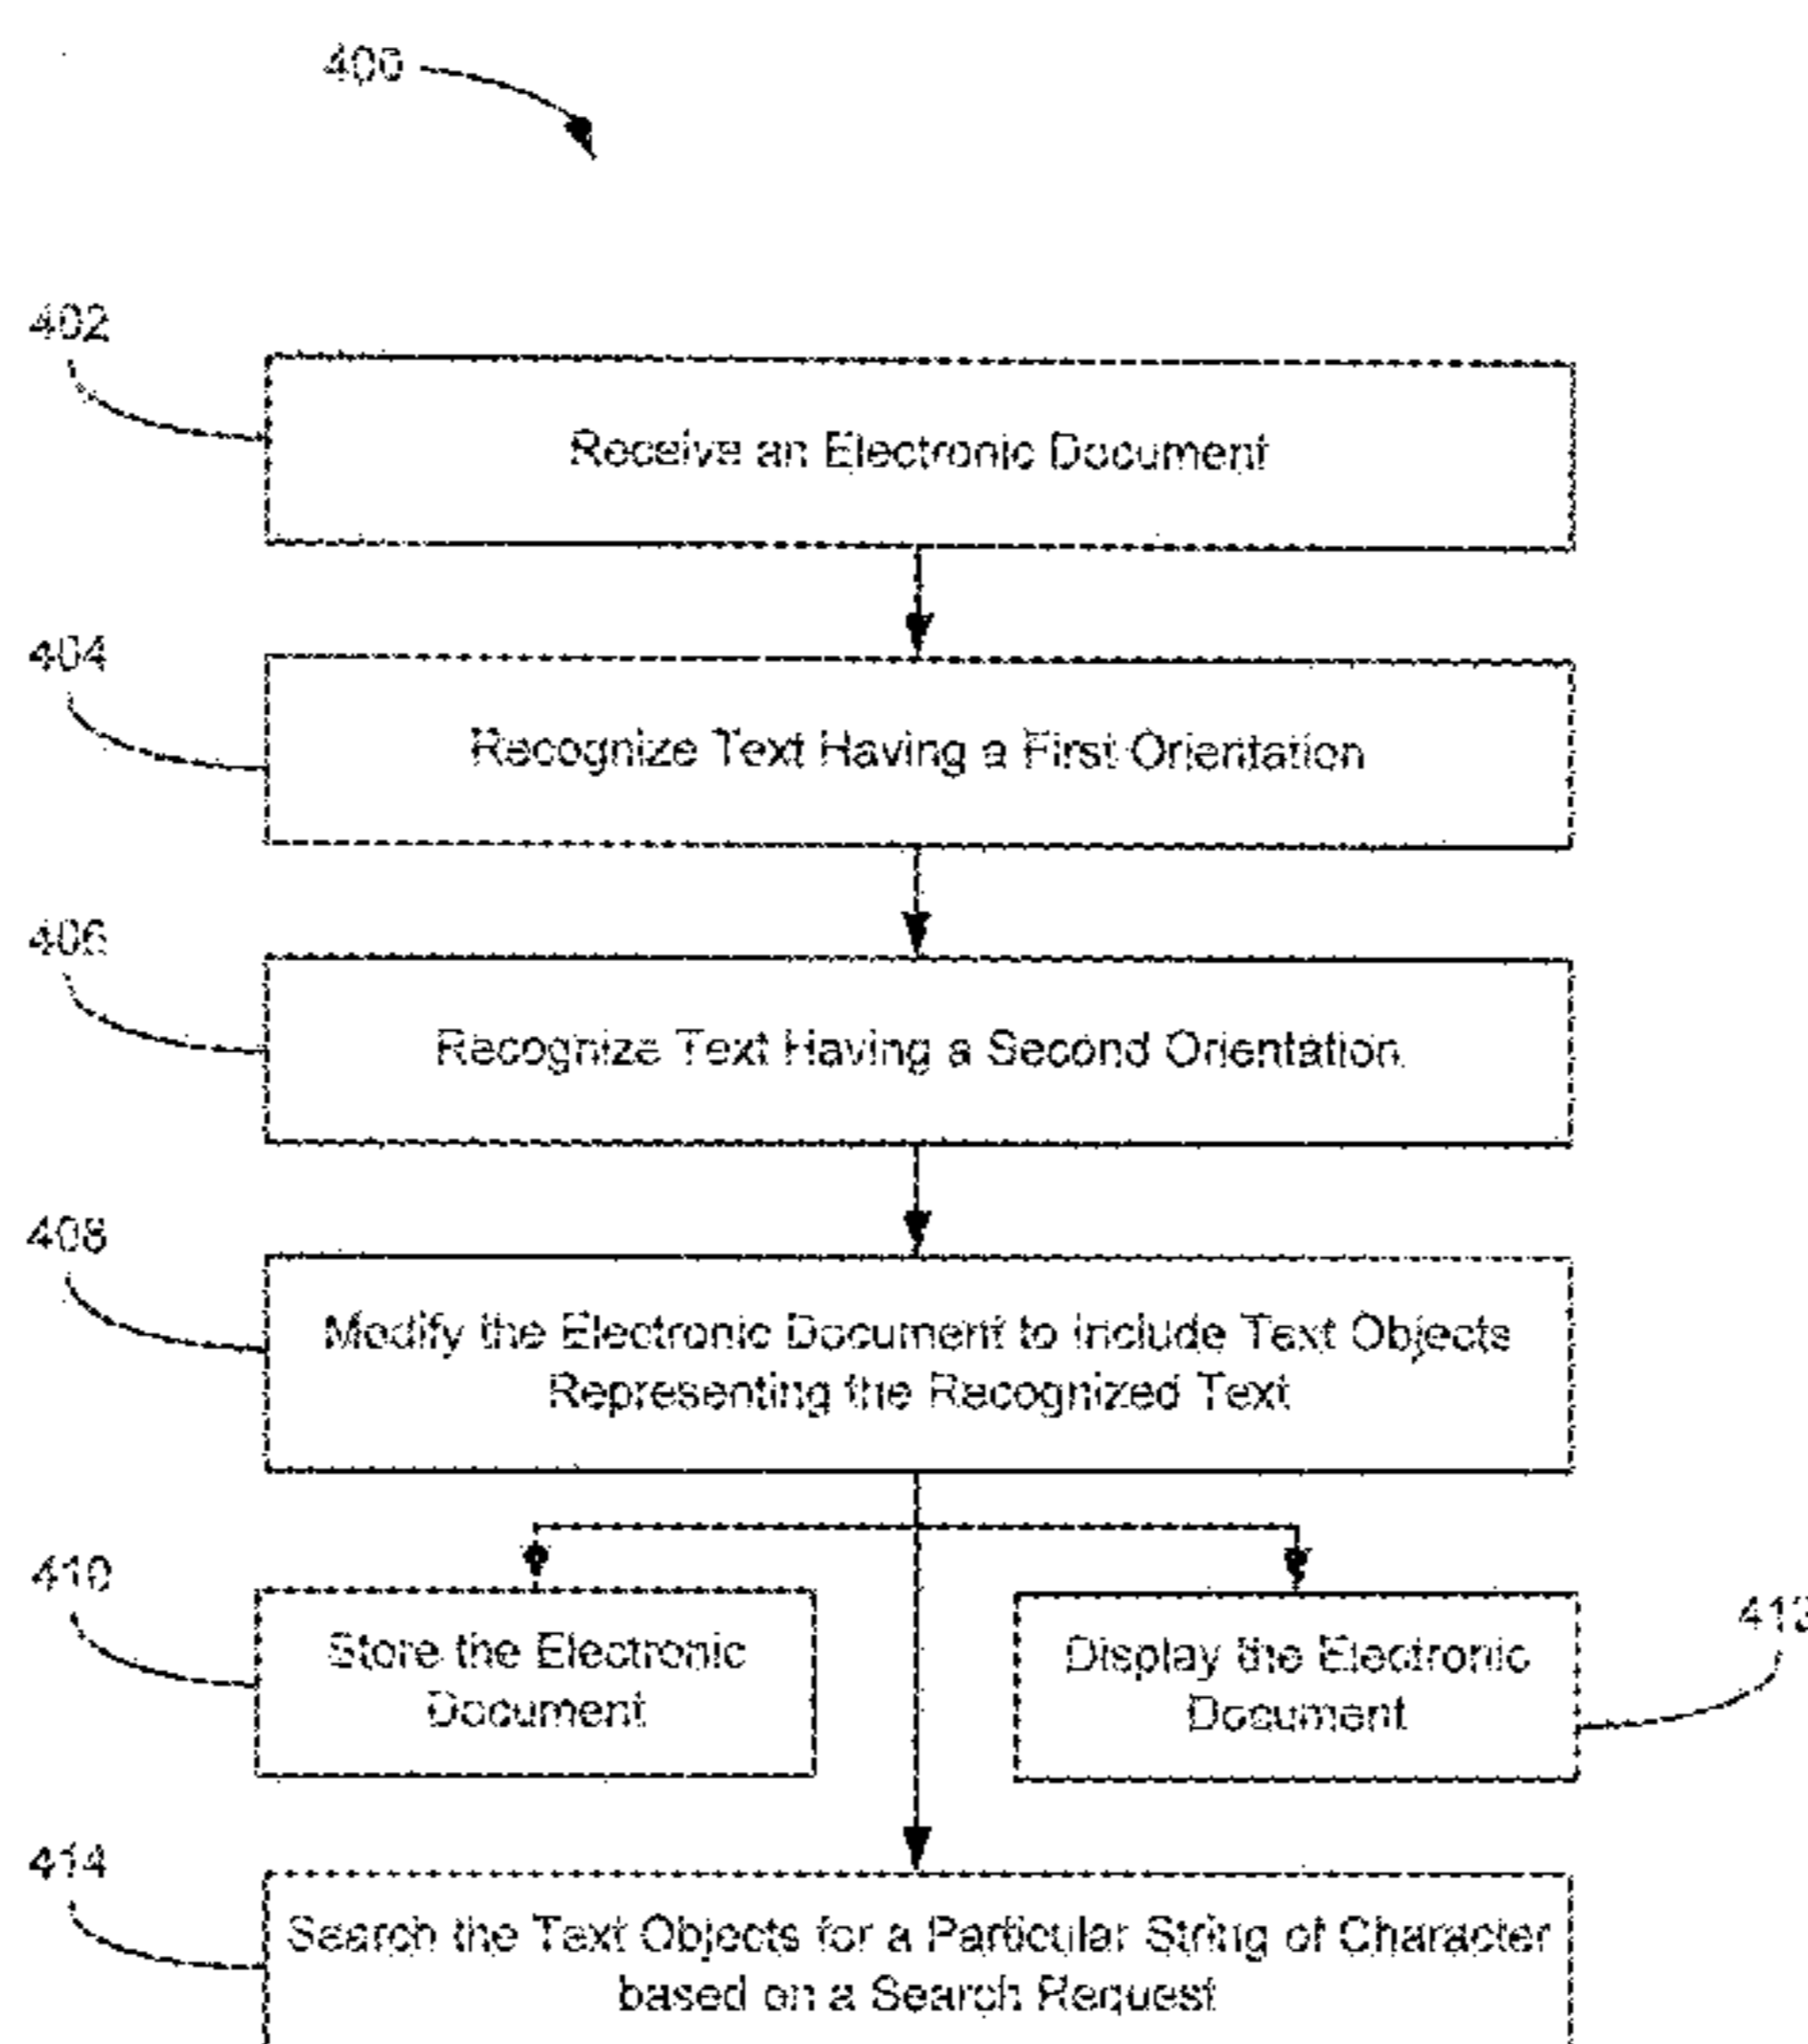 400
402
Receive an Electronic Document
404
Recognize Text Having a First Orientation
406
Recognize Text Having a Second Orientation
408
Modify the Electronic Document to Include Text Objects
Representing the Recognized Text
410
Store the Electronic
Document
Display the Electronic
Document
414
Search the Text Objects for a Particular String of Character
based on a Search Request